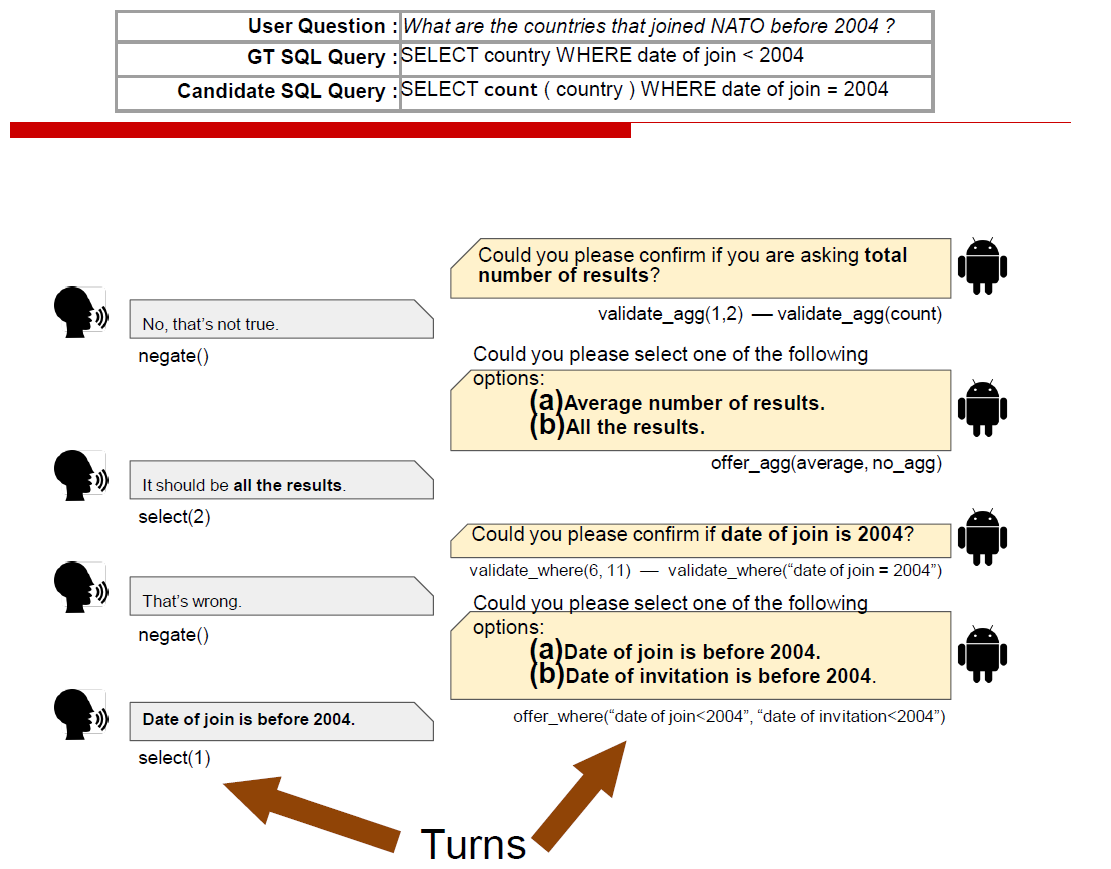 User Question : What are the countries that joined NATO before 2004 ?
GT SQL Query : SELECT country WHERE date of join < 2004
Candidate SQL Query : SELECT count ( country ) WHERE date of join = 2004
Could you please confirm if you are asking total
number of results?
validate_agg(1,2) — validate_agg(count)
No, that's not true.
negate()
Could you please select one of the following
options:
(a)Average number of results.
(b)All the results.
offer_agg(average, no_agg)
It should be all the results.
select(2)
Could you please confirm if date of join is 2004?
validate_where(6, 11) — validate_where(“date of join = 2004”)
That's wrong.
negate()
Could you please select one of the following
options:
(a)Date of join is before 2004.
(b)Date of invitation is before 2004.
offer_where(“date of join<2004”, “date of invitation<2004”)
Date of join is before 2004.
select(1)
Turns